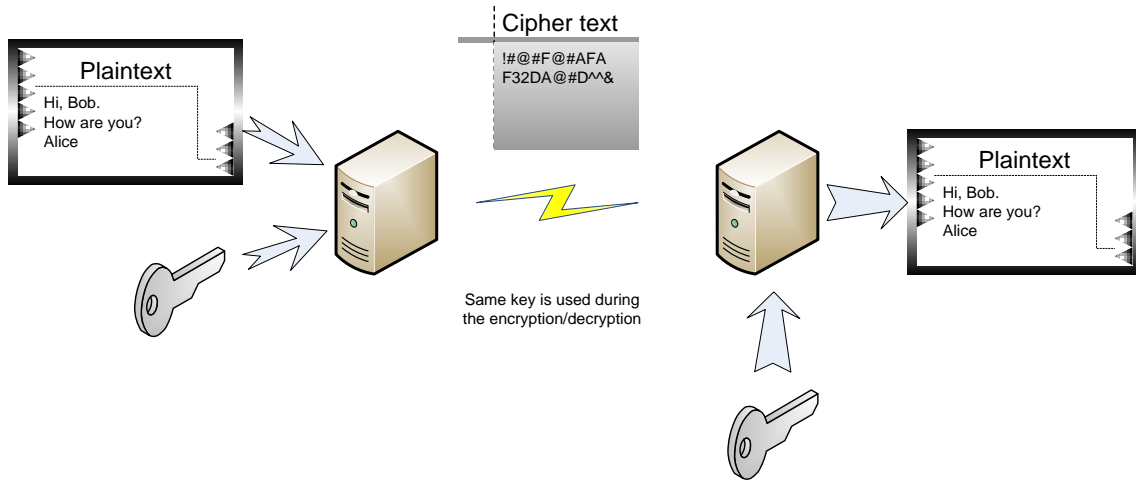 Cipher text
!#@#F@#AFA
F32DA@#D^^&
Plaintext
Hi, Bob.
How are you?
Alice
Plaintext
Hi, Bob.
How are you?
Alice
Same key is used during
the encryption/decryption